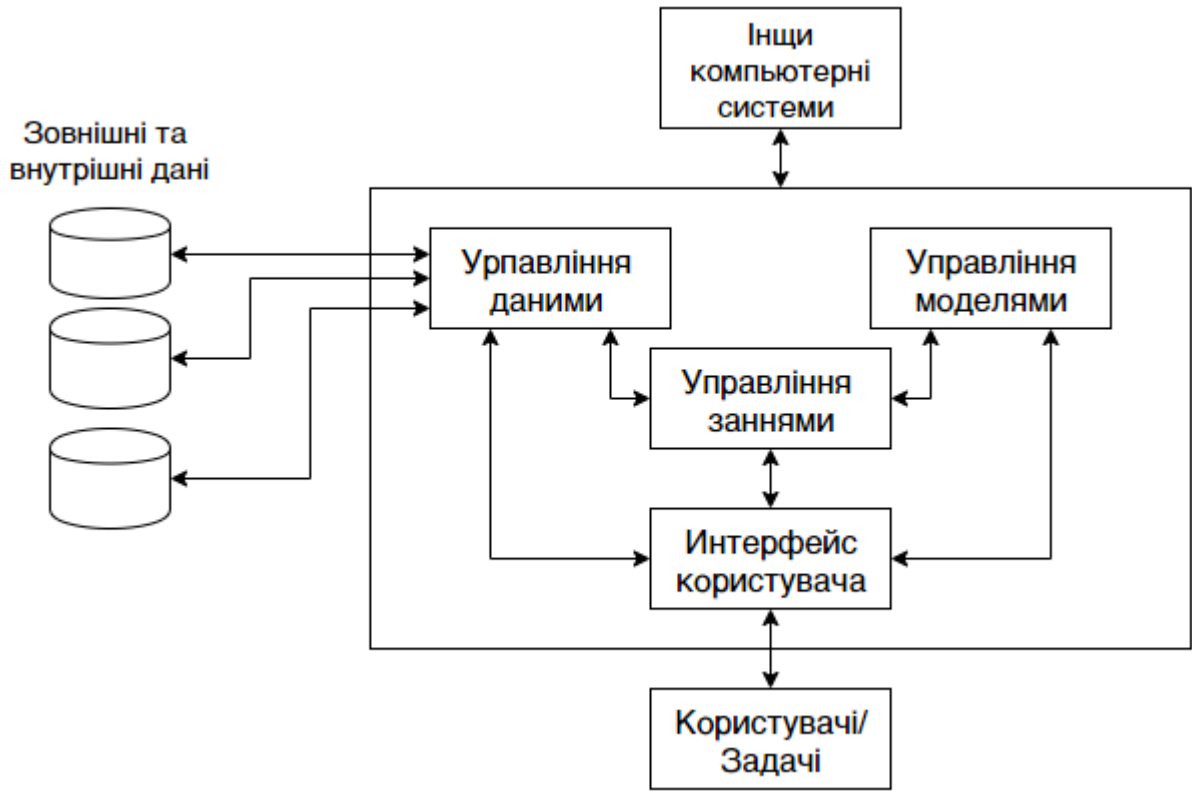 Інщи
компьютерні
системи
Зовнішні та
внутрішні дані
Урпавління
даними
Управління
моделями
Управління
заннями
Интерфейс
користувача
Користувачі/
Задачі